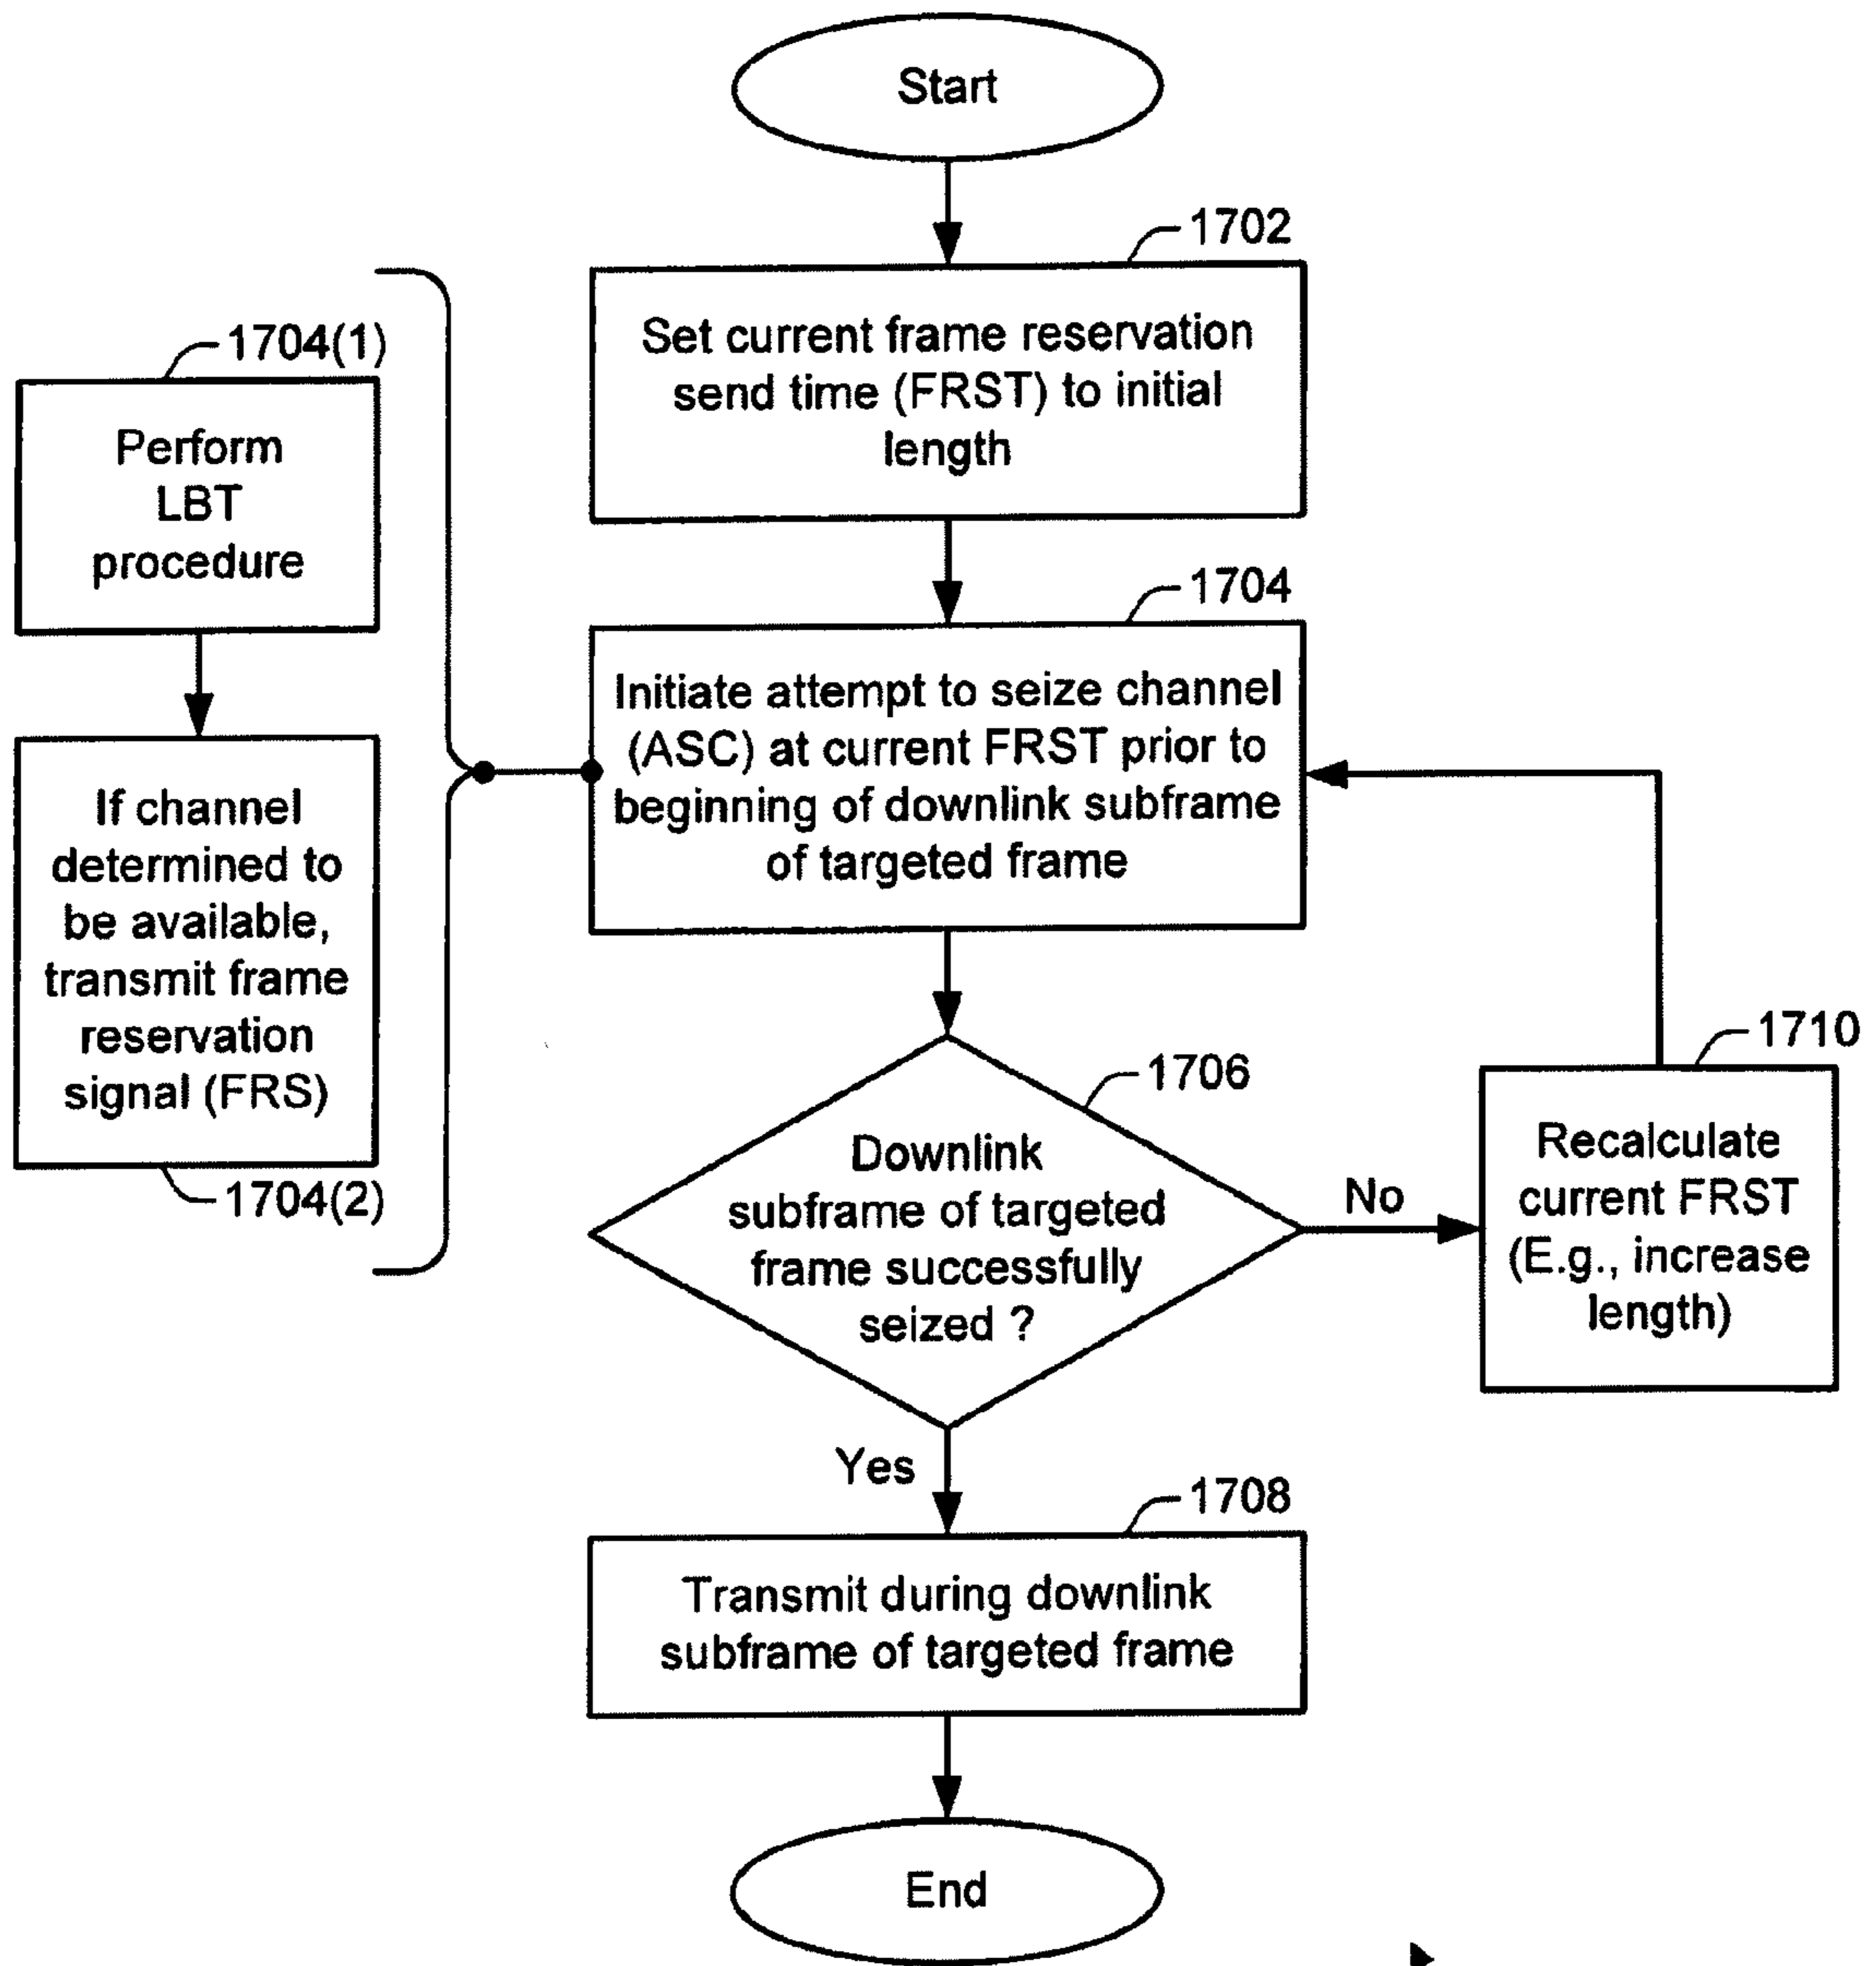 Start
1702
Set current frame reservation
send time (FRST) to initial
length
1704(1)
Perform
LBT
procedure
1704
Initiate attempt to seize channel
(ASC) at current FRST prior to
beginning of downlink subframe
of targeted frame
If channel
determined to
be available,
transmit frame
reservation
signal (FRS)
1704(2)
1706
Downlink
subframe of targeted
frame successfully
seized ?
No
1710
Recalculate
current FRST
(E.g., increase
length)
Yes
1708
Transmit during downlink
subframe of targeted frame
End